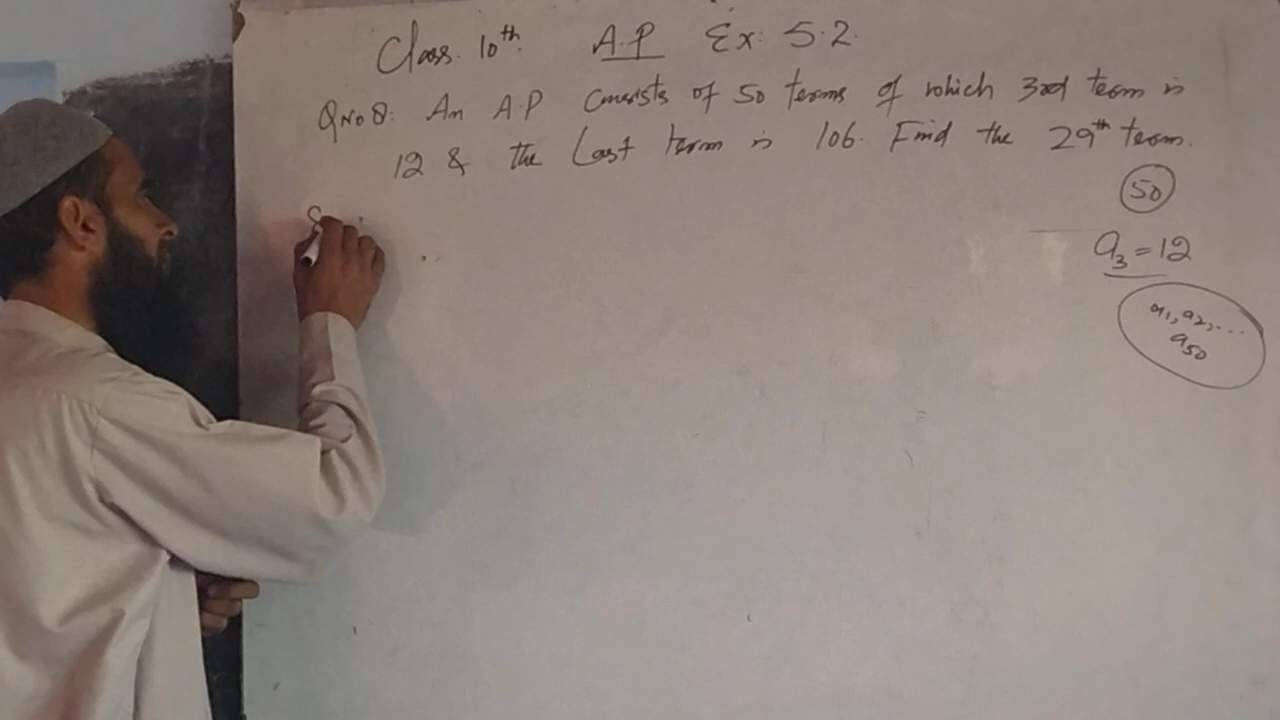 Class. 10th. A.P Ex: 5.2.
Q No 8: An A.P Consists of 50 terms of which 3rd term is
12 & the Last term is 106. Find the 29th term.
50
a3 = 12
a1, a2, ...
a50
S